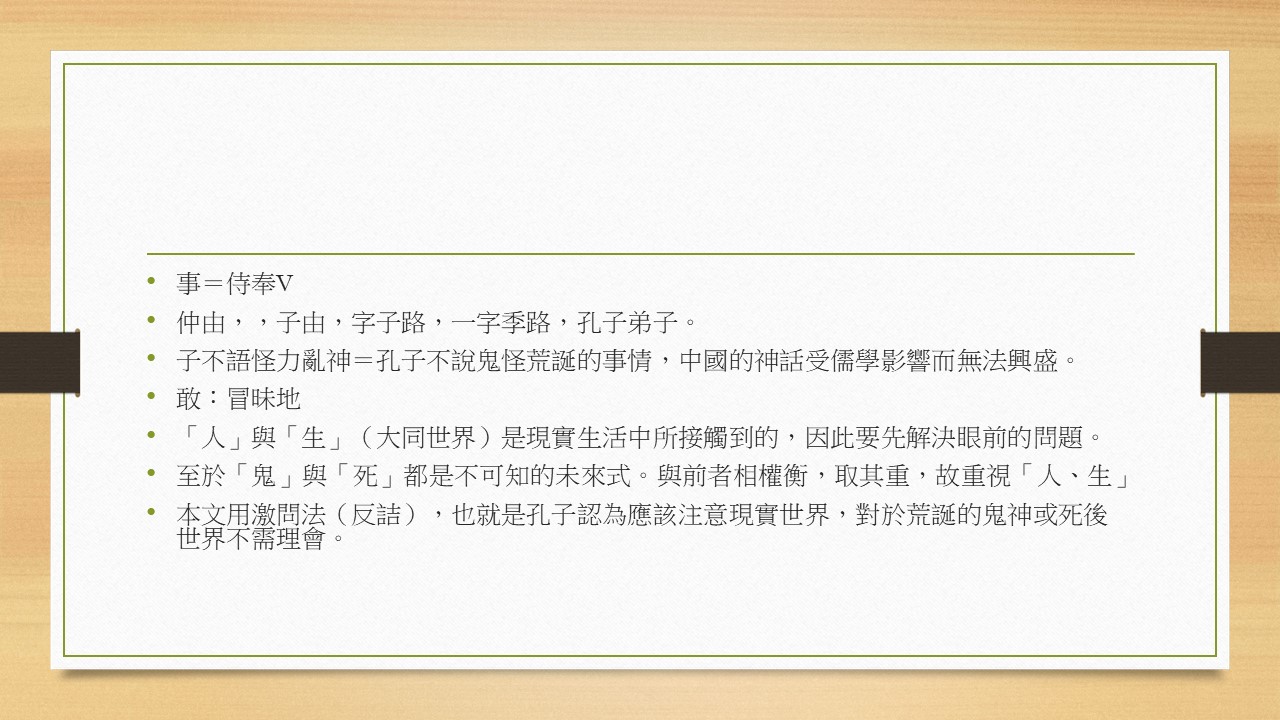 事＝侍奉V
仲由，，子由，字子路，一字季路，孔子弟子。
子不語怪力亂神＝孔子不說鬼怪荒誕的事情，中國的神話受儒學影響而無法興盛。
敢：冒昧地
「人」與「生」（大同世界）是現實生活中所接觸到的，因此要先解決眼前的問題。
至於「鬼」與「死」都是不可知的未來式。與前者相權衡，取其重，故重視「人、生」
本文用激問法（反詰），也就是孔子認為應該注意現實世界，對於荒誕的鬼神或死後
世界不需理會。